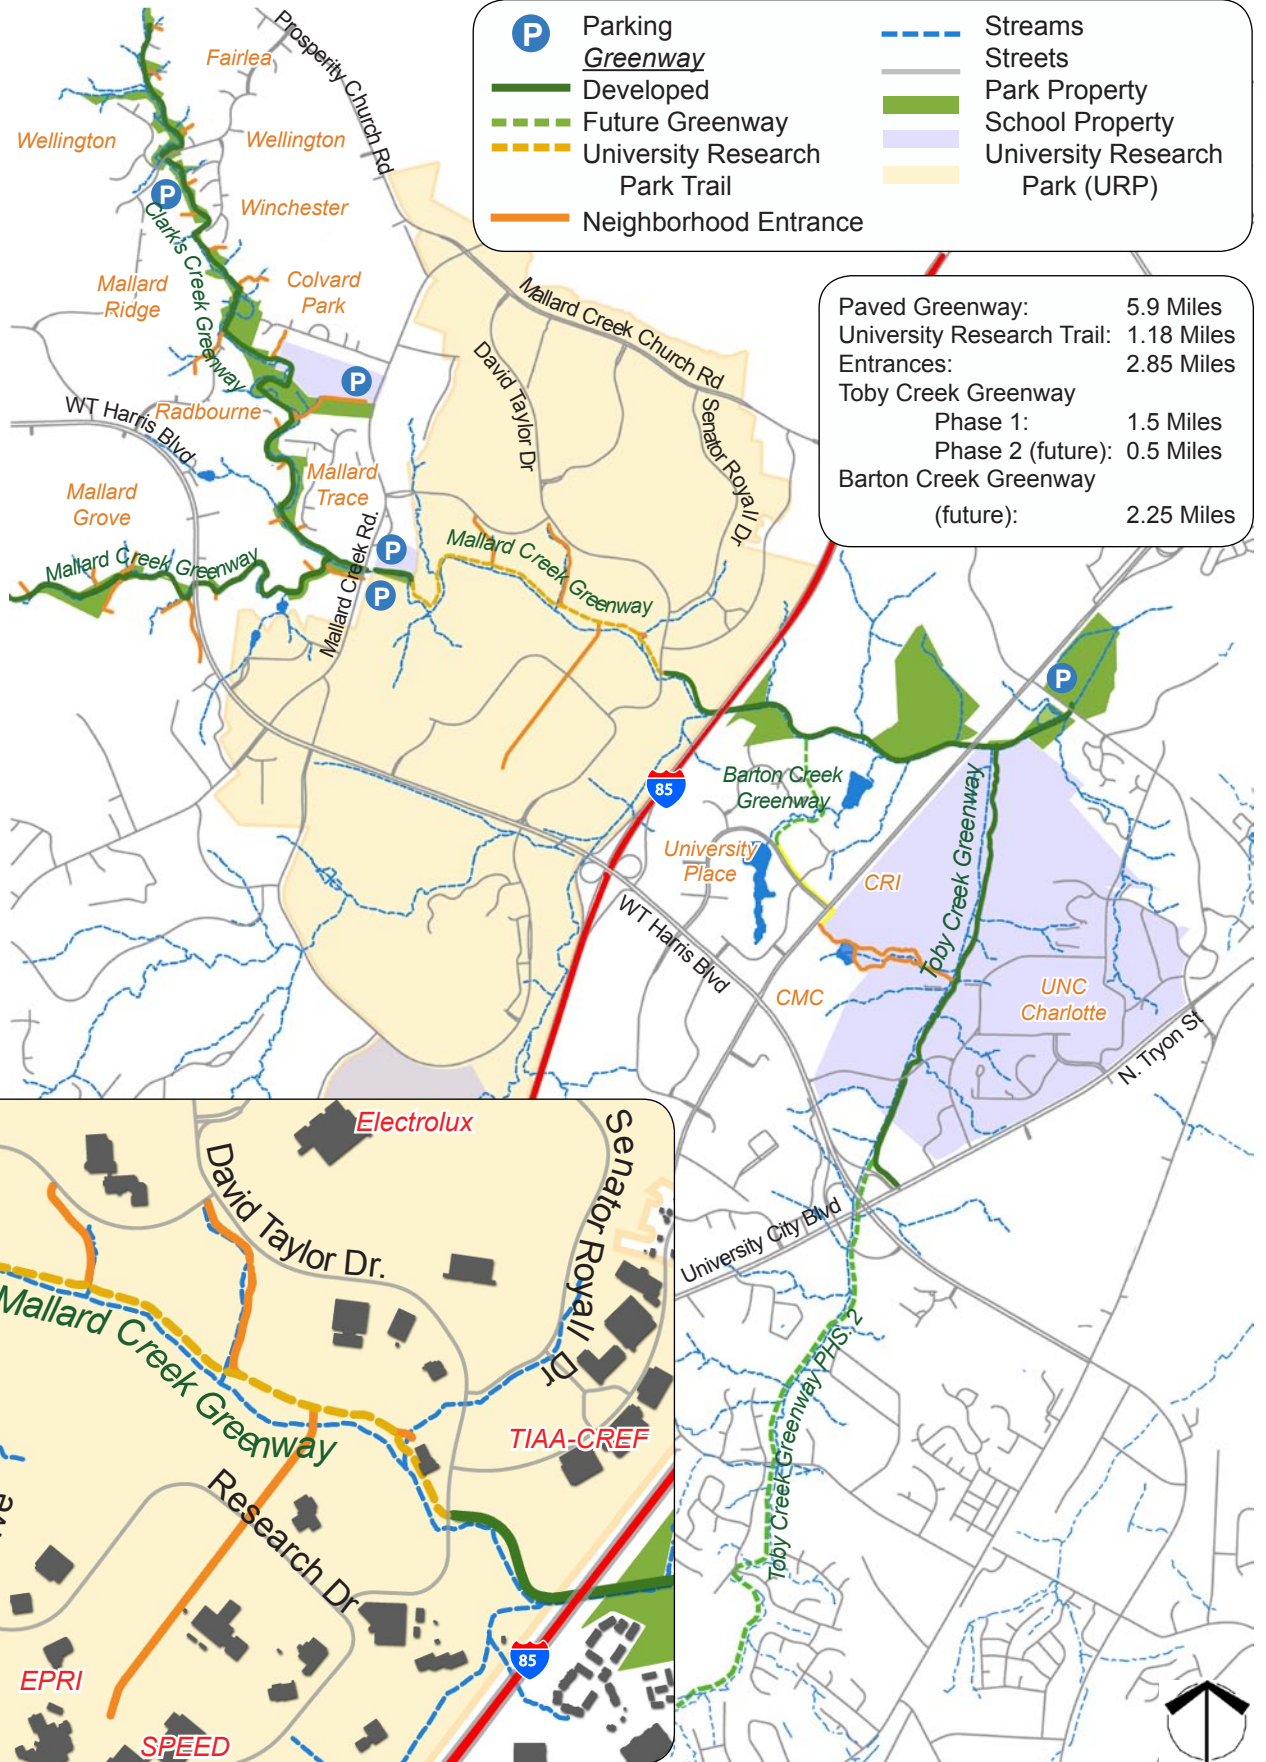 P
Parking
Greenway
Developed
Future Greenway
University Research
Park Trail
Neighborhood Entrance
Streams
Streets
Park Property
School Property
University Research
Park (URP)
Paved Greenway: 5.9 Miles
University Research Trail: 1.18 Miles
Entrances: 2.85 Miles
Toby Creek Greenway
Phase 1: 1.5 Miles
Phase 2 (future): 0.5 Miles
Barton Creek Greenway
(future): 2.25 Miles
Prosperity Church Rd
Fairlea
Wellington
Wellington
P
Winchester
Clark's Creek Greenway
Mallard
Ridge
Colvard
Park
Mallard Creek Church Rd
David Taylor Dr
Senator Royall Dr
P
WT Harris Blvd
Radbourne
Mallard
Trace
Mallard
Grove
Mallard Creek Rd.
Mallard Creek Greenway
P
P
Mallard Creek Greenway
P
85
Barton Creek
Greenway
University
Place
CRI
Toby Creek Greenway
WT Harris Blvd
CMC
UNC
Charlotte
N. Tryon St
University City Blvd
Toby Creek Greenway PHS. 2
Electrolux
Senator Royall Dr
David Taylor Dr.
Mallard Creek Greenway
TIAA-CREF
Research Dr
EPRI
SPEED
85